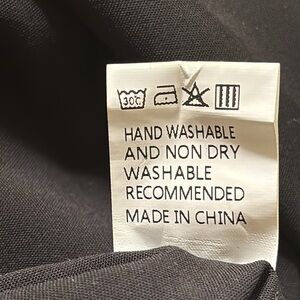 30°C
HAND WASHABLE
AND NON DRY
WASHABLE
RECOMMENDED
MADE IN CHINA